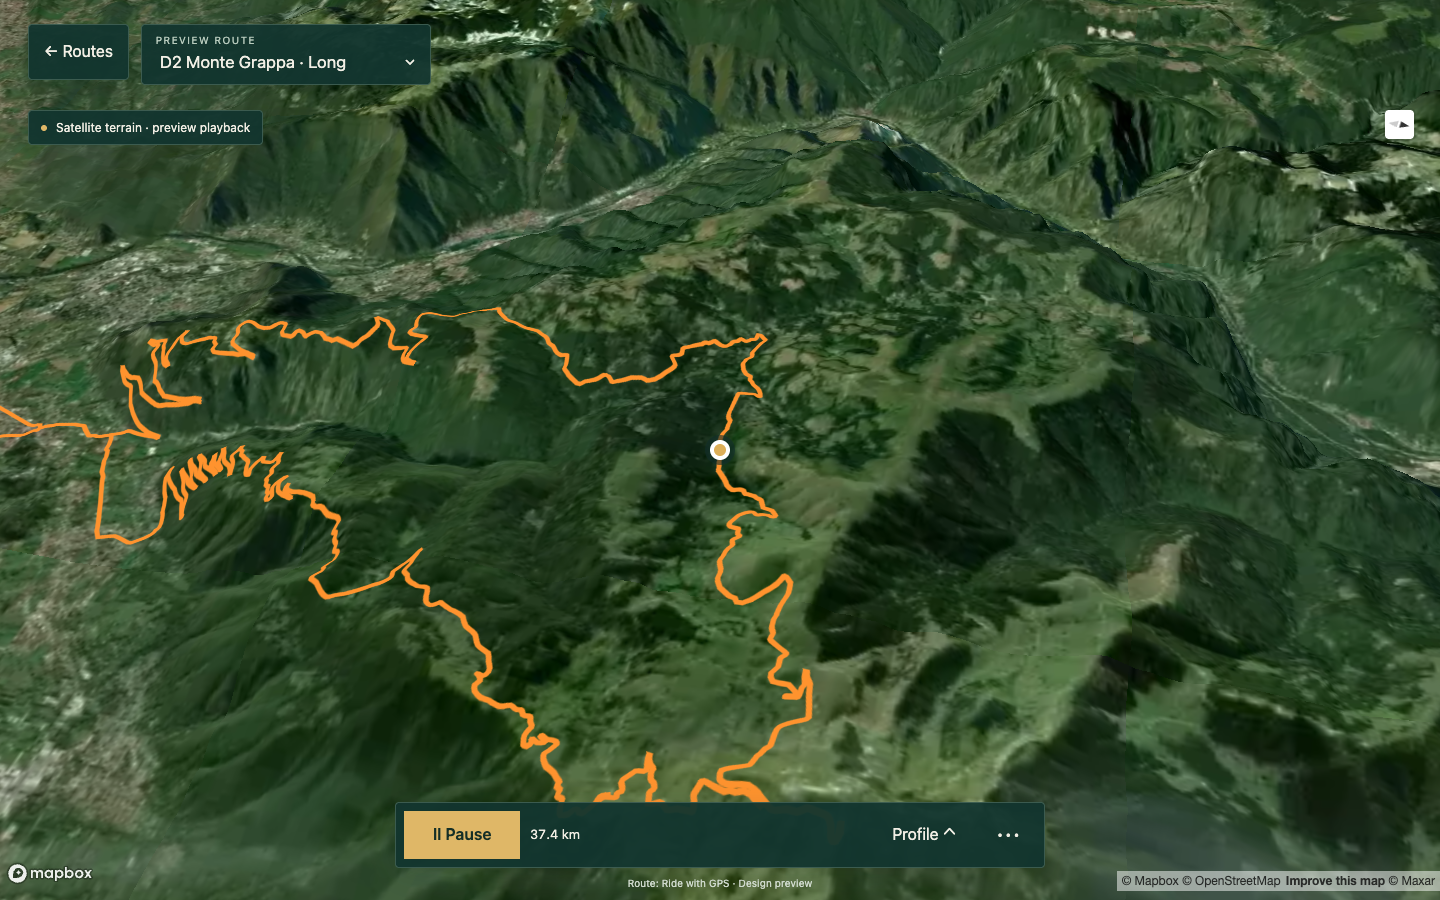 ← Routes
PREVIEW ROUTE
D2 Monte Grappa · Long
Satellite terrain · preview playback
II Pause
37.4 km
Profile
mapbox
Route: Ride with GPS · Design preview
© Mapbox © OpenStreetMap Improve this map © Maxar